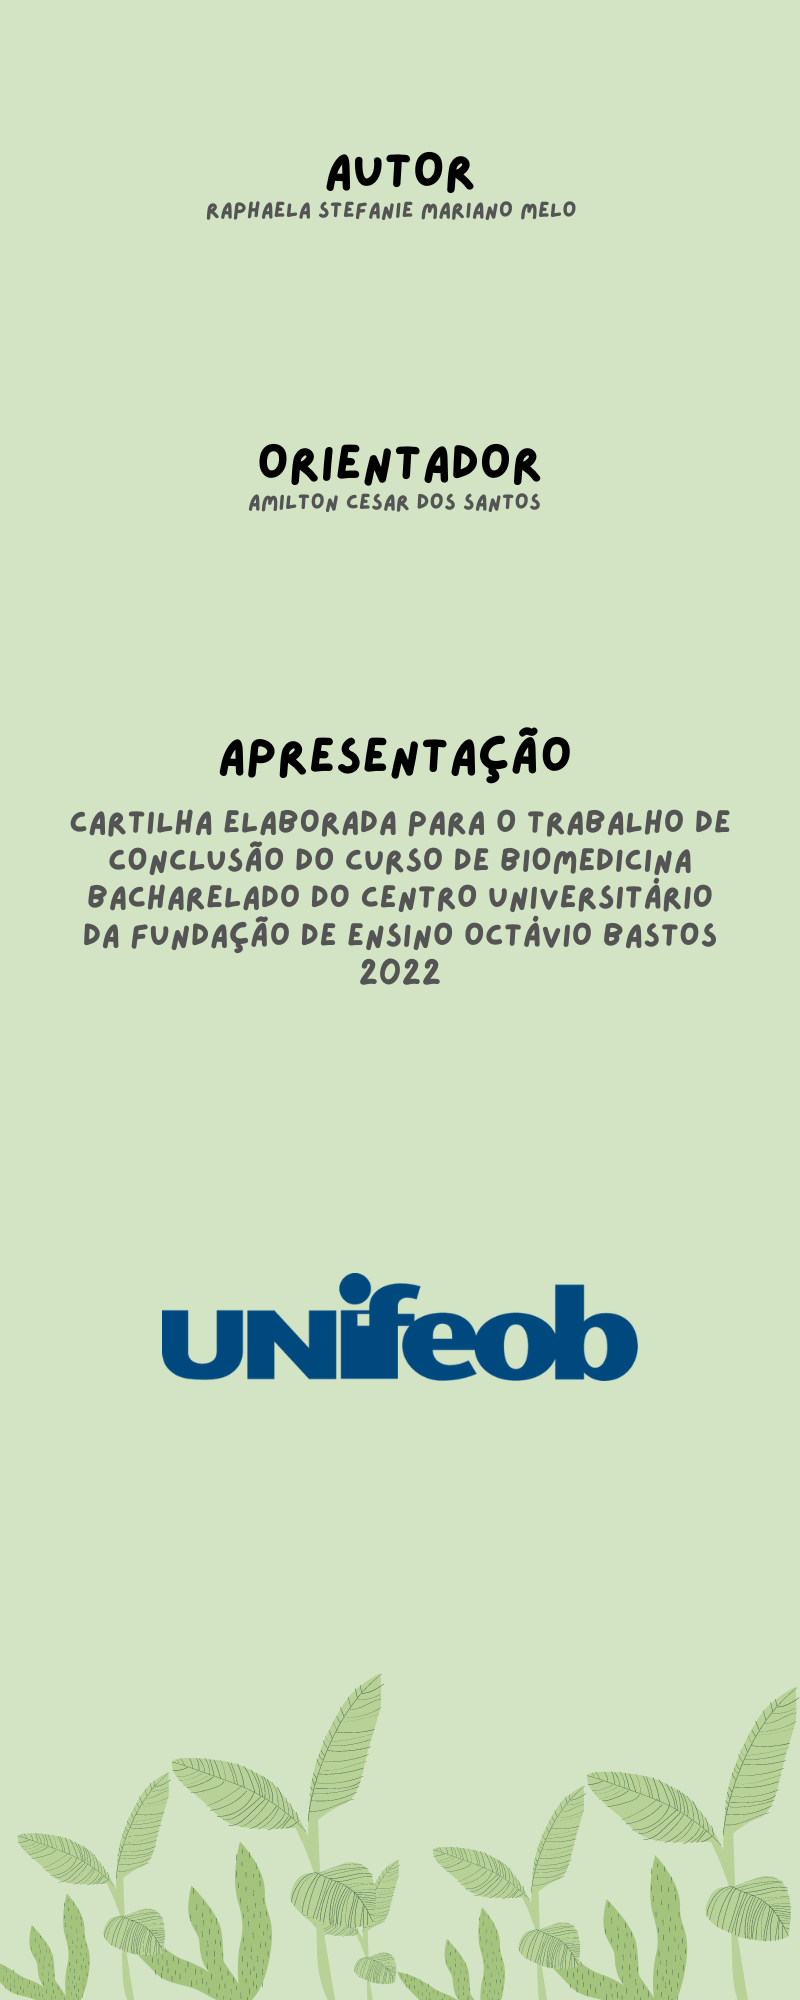 AUTOR
RAPHAELA STEFANIE MARIANO MELO
ORIENTADOR
AMILTON CESAR DOS SANTOS
APRESENTAÇÃO
CARTILHA ELABORADA PARA O TRABALHO DE
CONCLUSÃO DO CURSO DE BIOMEDICINA
BACHARELADO DO CENTRO UNIVERSITÁRIO
DA FUNDAÇÃO DE ENSINO OCTÁVIO BASTOS
2022
UNifeob